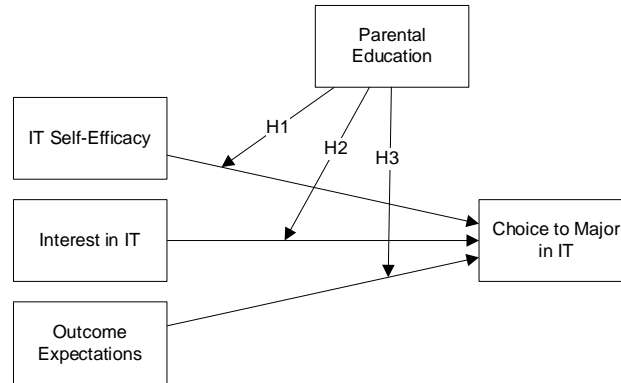 Parental
Education
IT Self-Efficacy
H1
H2
H3
Interest in IT
Choice to Major
in IT
Outcome
Expectations